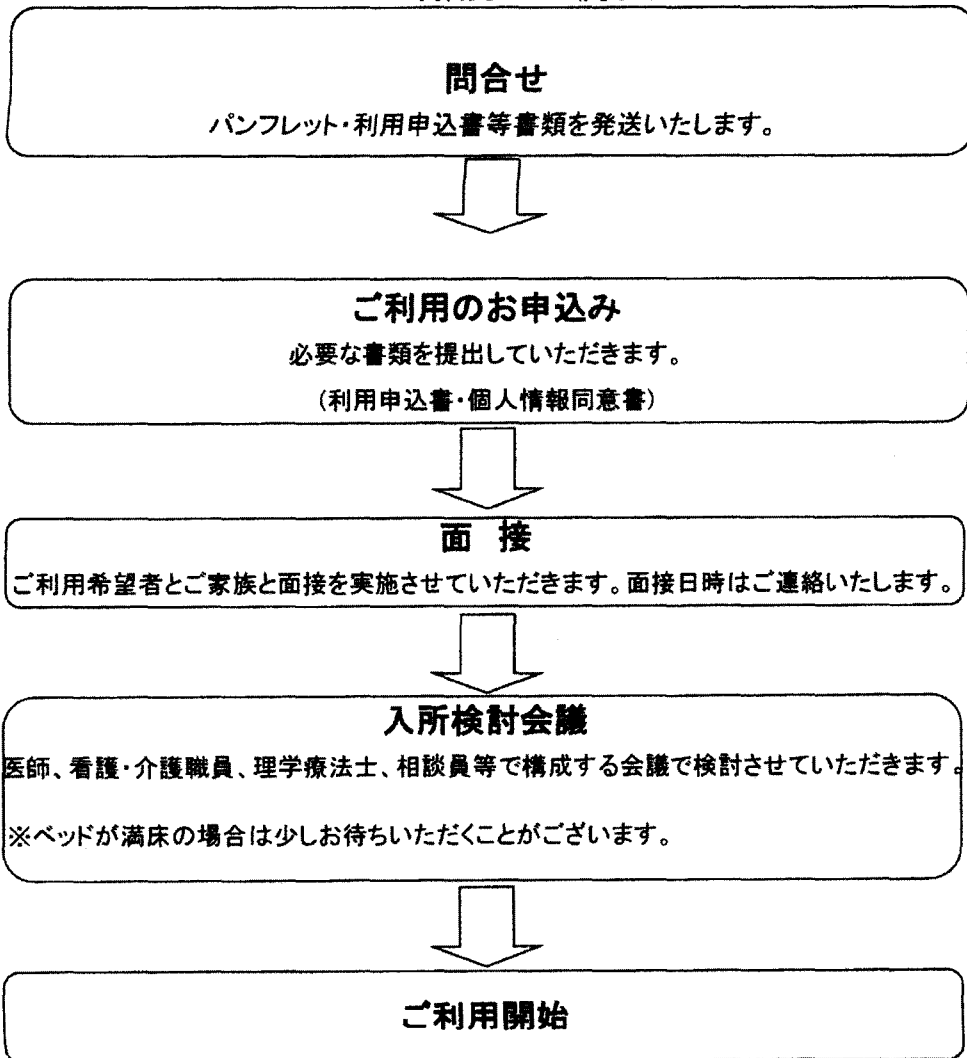 問合せ
パンフレット・利用申込書等書類を発送いたします。
ご利用のお申込み
必要な書類を提出していただきます。
(利用申込書・個人情報同意書)
面 接
ご利用希望者とご家族と面接を実施させていただきます。面接日時はご連絡いたします。
入所検討会議
医師、看護・介護職員、理学療法士、相談員等で構成する会議で検討させていただきます。
※ベッドが満床の場合は少しお待ちいただくことがございます。
ご利用開始